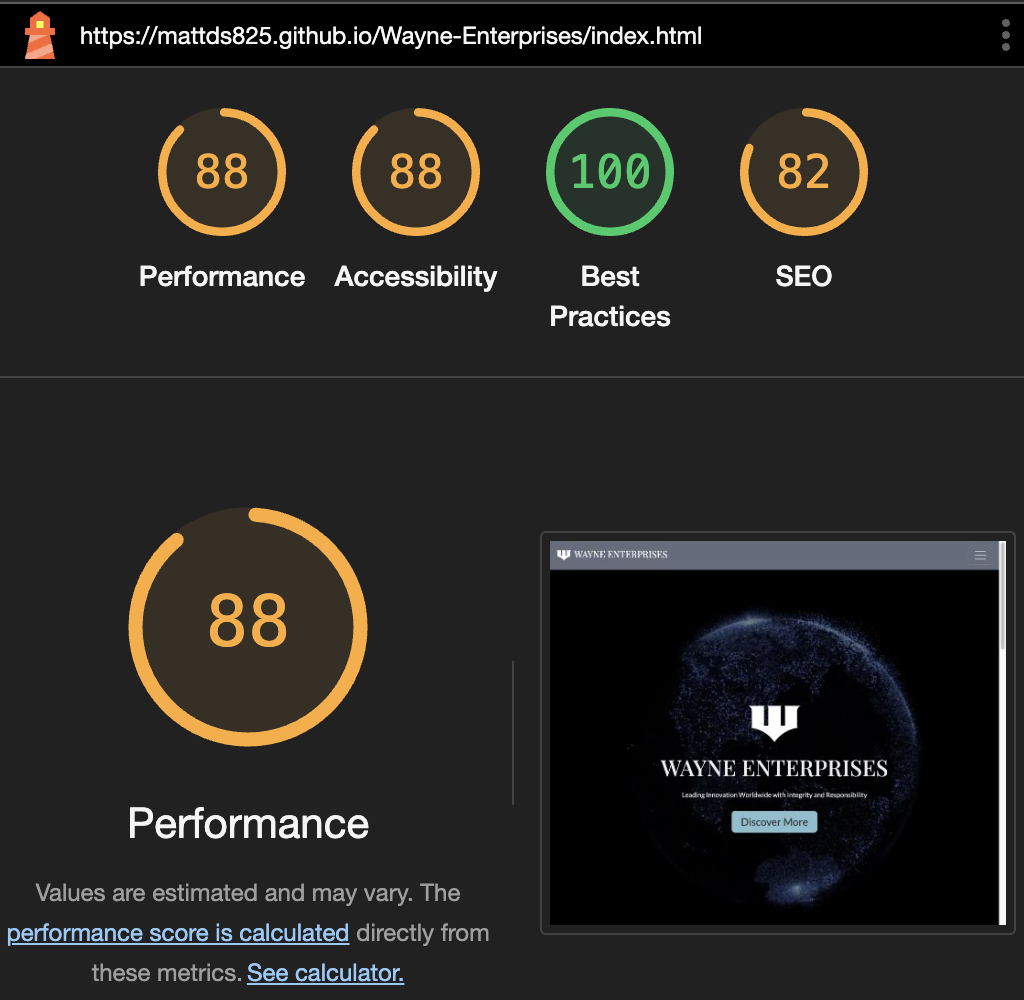 https://mattds825.github.io/Wayne-Enterprises/index.html
88
88
100
82
Performance
Accessibility
Best
Practices
SEO
88
Performance
Values are estimated and may vary. The
performance score is calculated directly from
these metrics. See calculator.
WAYNE ENTERPRISES
WAYNE ENTERPRISES
Leading Innovation Worldwide with Integrity and Responsibility
Discover More